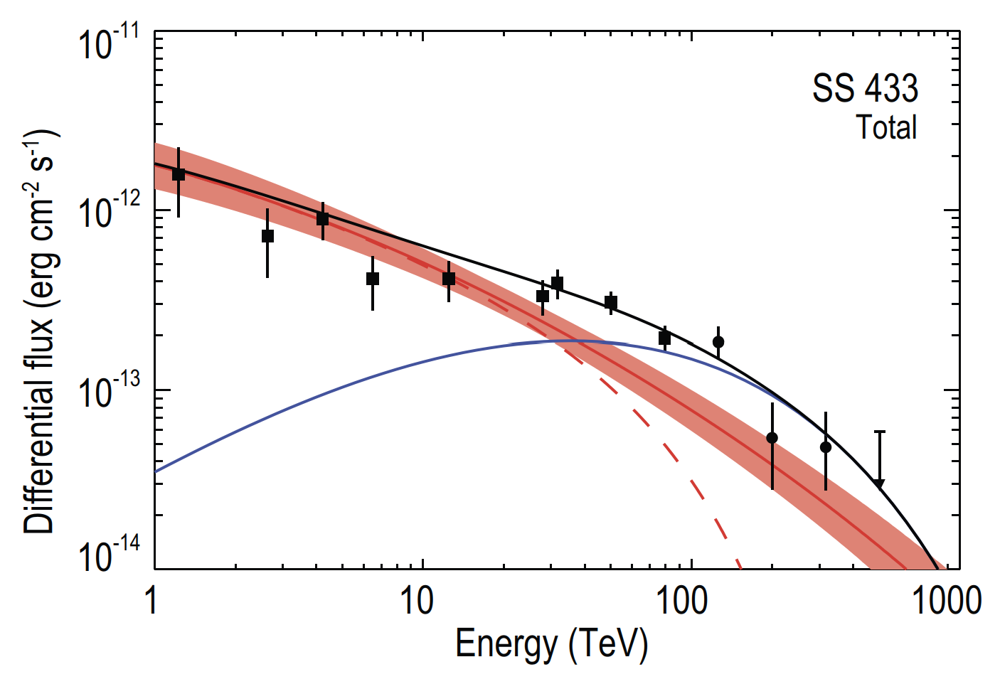 10^-11
SS 433
Total
10^-12
10^-13
10^-14
Differential flux (erg cm^-2 s^-1)
1 10 100 1000
Energy (TeV)